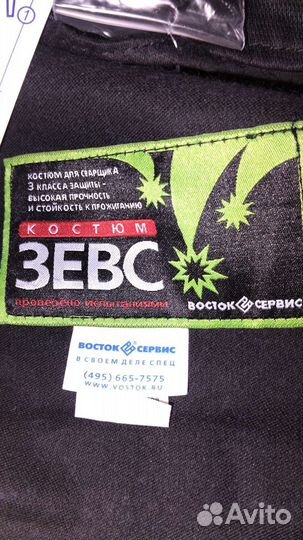 1
КОСТЮМ ДЛЯ СВАРЩИКА
3 КЛАССА ЗАЩИТЫ -
ВЫСОКАЯ ПРОЧНОСТЬ
И СТОЙКОСТЬ К ПРОЖИГАНИЮ
КОСТЮМ
ЗЕВС
проверено испытаниями
ВОСТОК СЕРВИС
ВОСТОК СЕРВИС
В СВОЕМ ДЕЛЕ СПЕЦ
(495) 665-7575
WWW.VOSTOK.RU
Avito